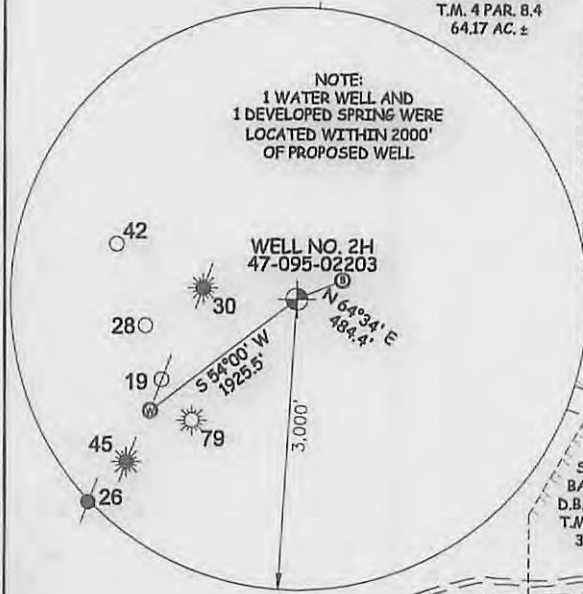 T.M. 4 PAR. 8.4
64.17 AC. ±
NOTE:
1 WATER WELL AND
1 DEVELOPED SPRING WERE
LOCATED WITHIN 2000'
OF PROPOSED WELL
42
WELL NO. 2H
47-095-02203
30
S
N 64°34' E
484.4'
28
S 54°00' W
1925.5'
19
W
79
3,000'
45
26
S
BA
D.B.
T.M
3